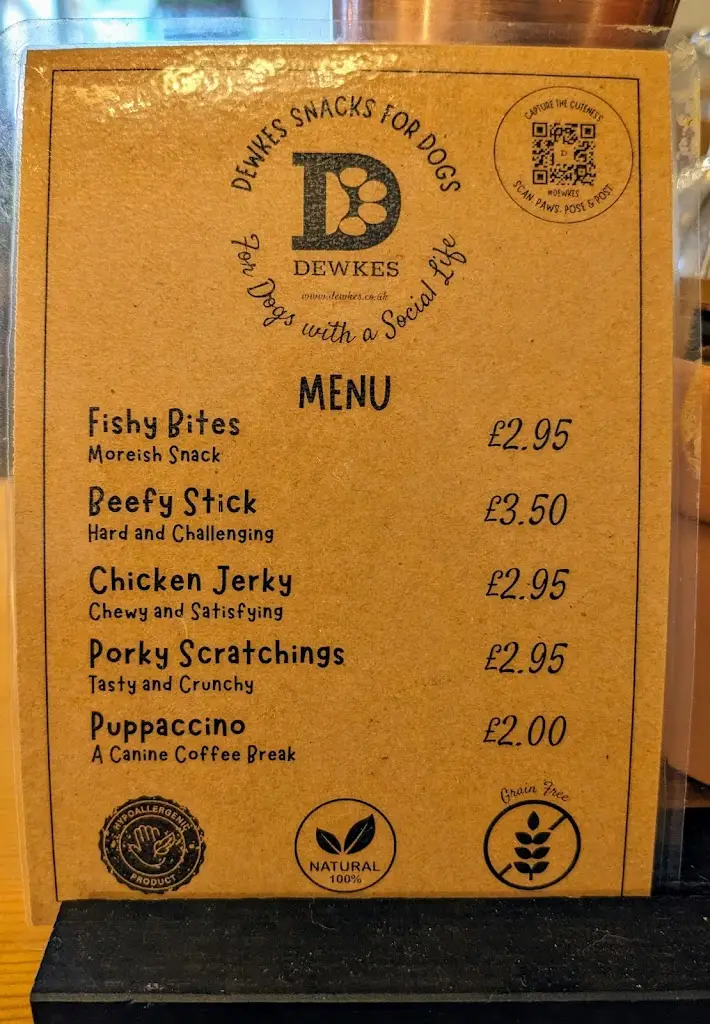 DEWKES SNACKS FOR DOGS
D
DEWKES
www.dewkes.co.uk
For Dogs with a Social Life
CAPTURE THE CUTENESS
D
#DEWKES
SCAN, PAWS, POSE & POST
MENU
Fishy Bites £2.95
Moreish Snack
Beefy Stick £3.50
Hard and Challenging
Chicken Jerky £2.95
Chewy and Satisfying
Porky Scratchings £2.95
Tasty and Crunchy
Puppaccino £2.00
A Canine Coffee Break
HYPOALLERGENIC
PRODUCT
NATURAL
100%
Grain Free